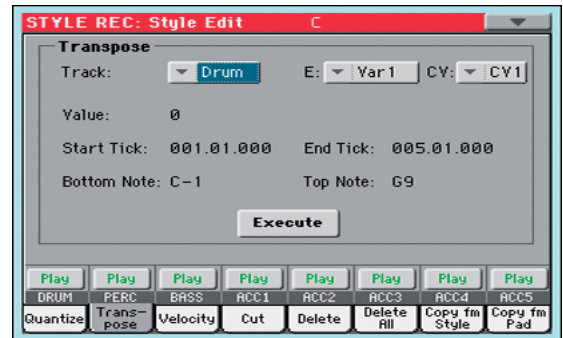 STYLE REC: Style Edit C
Transpose
Track: Drum E: Var1 CV: CV1
Value: 0
Start Tick: 001.01.000 End Tick: 005.01.000
Bottom Note: C-1 Top Note: G9
Execute
Play Play Play Play Play Play Play Play
DRUM PERC BASS ACC1 ACC2 ACC3 ACC4 ACC5
Quantize Trans- Velocity Cut Delete Delete Copy fm Copy fm
pose All Style Pad